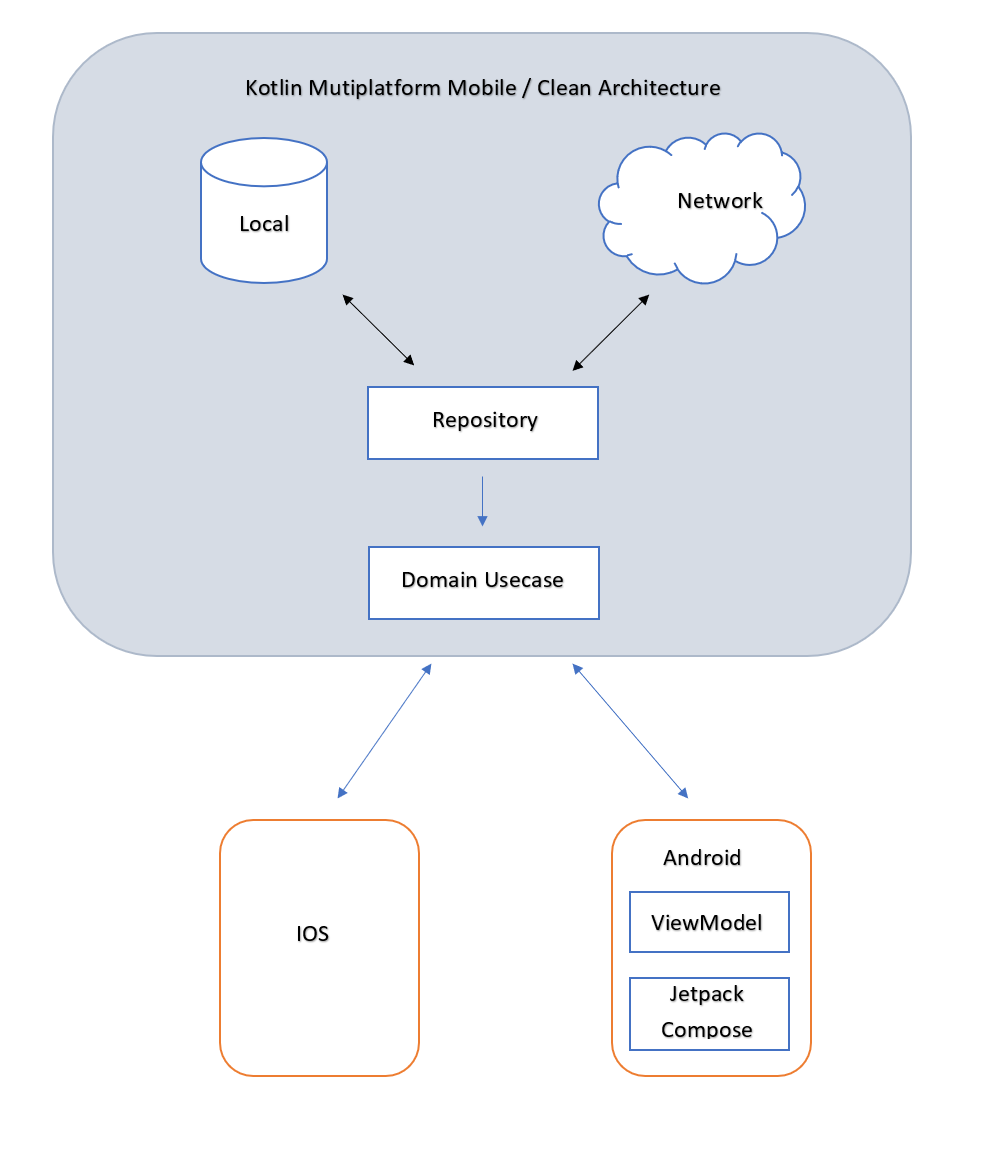 Kotlin Mutiplatform Mobile / Clean Architecture
Local
Network
Repository
Domain Usecase
IOS
Android
ViewModel
Jetpack
Compose